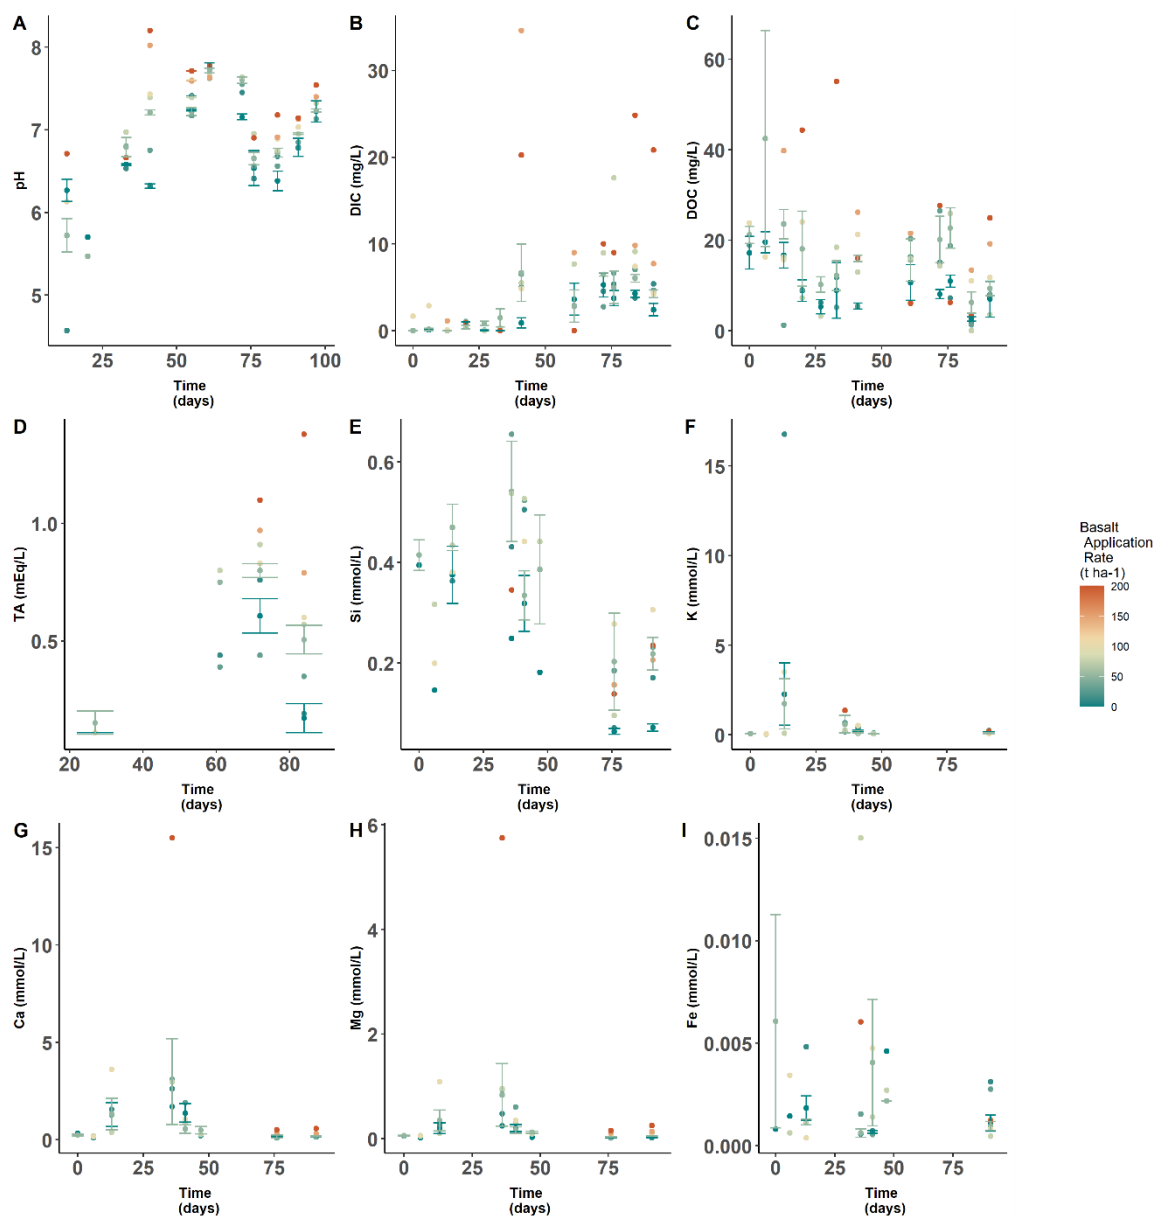 A
B
C
8
7
6
5
pH
0
25
50
75
100
Time
(days)
30
20
10
0
DIC (mg/L)
0
25
50
75
Time
(days)
60
40
20
0
DOC (mg/L)
0
25
50
75
Time
(days)
D
E
F
1.0
0.5
TA (mEq/L)
20
40
60
80
Time
(days)
0.6
0.4
0.2
Si (mmol/L)
0
25
50
75
Time
(days)
15
10
5
0
K (mmol/L)
0
25
50
75
Time
(days)
Basalt
Application
Rate
(t ha-1)
200
150
100
50
0
G
H
I
15
10
5
0
Ca (mmol/L)
0
25
50
75
Time
(days)
6
4
2
0
Mg (mmol/L)
0
25
50
75
Time
(days)
0.015
0.010
0.005
0.000
Fe (mmol/L)
0
25
50
75
Time
(days)